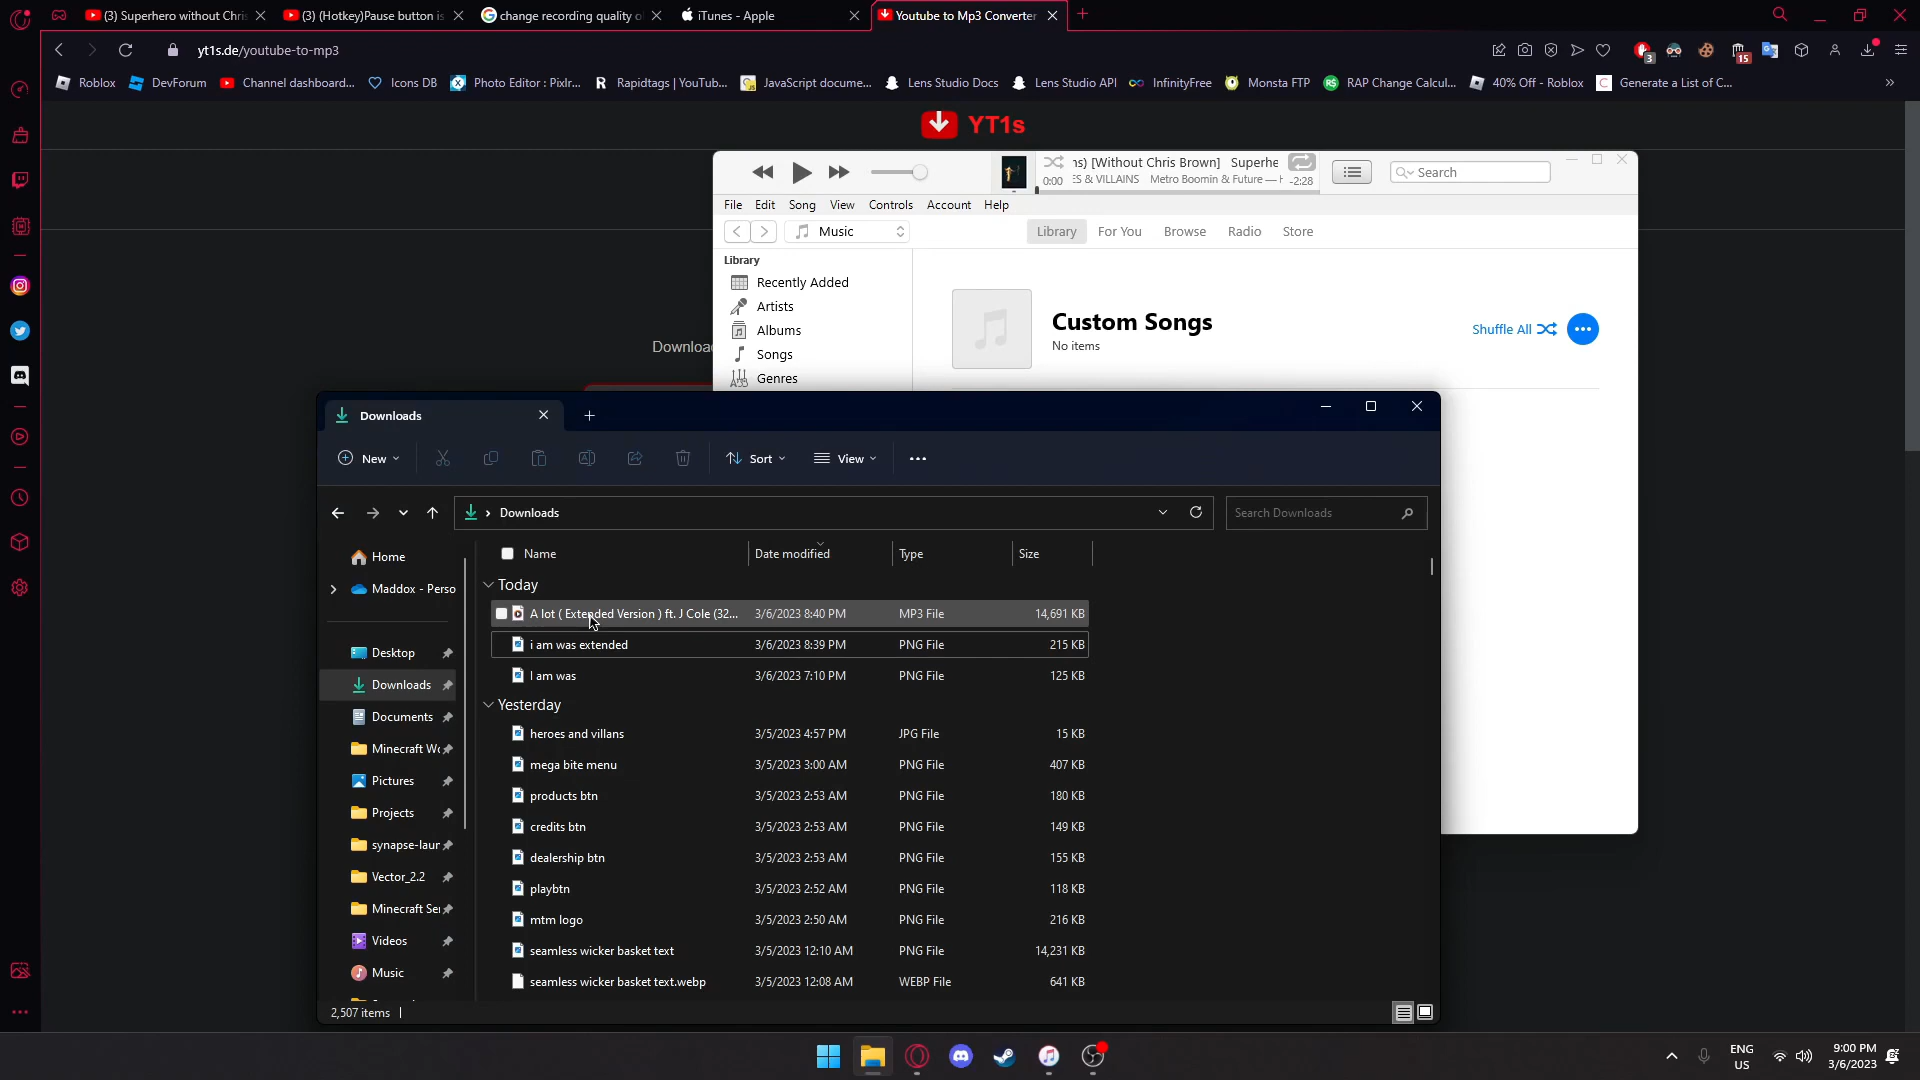 (3) Superhero without Chris
(3) (Hotkey)Pause button is
change recording quality o
iTunes - Apple
Youtube to Mp3 Converter
yt1s.de/youtube-to-mp3
3
15
Roblox
DevForum
Channel dashboard...
Icons DB
Photo Editor : Pixlr...
Rapidtags | YouTub...
JavaScript docume...
Lens Studio Docs
Lens Studio API
InfinityFree
Monsta FTP
RAP Change Calcul...
40% Off - Roblox
Generate a List of C...
YT1s
Downloa
ns) [Without Chris Brown] Superhe
0:00 ES & VILLAINS Metro Boomin & Future — H -2:28
Search
File Edit Song View Controls Account Help
Music
Library For You Browse Radio Store
Library
Recently Added
Artists
Albums
Songs
Genres
Custom Songs
No items
Shuffle All
Downloads
New
Sort
View
Downloads
Search Downloads
Home
Maddox - Perso
Desktop
Downloads
Documents
Minecraft Wo
Pictures
Projects
synapse-laun
Vector_2.2
Minecraft Ser
Videos
Music
Name Date modified Type Size
Today
A lot ( Extended Version ) ft. J Cole (32... 3/6/2023 8:40 PM MP3 File 14,691 KB
i am was extended 3/6/2023 8:39 PM PNG File 215 KB
I am was 3/6/2023 7:10 PM PNG File 125 KB
Yesterday
heroes and villans 3/5/2023 4:57 PM JPG File 15 KB
mega bite menu 3/5/2023 3:00 AM PNG File 407 KB
products btn 3/5/2023 2:53 AM PNG File 180 KB
credits btn 3/5/2023 2:53 AM PNG File 149 KB
dealership btn 3/5/2023 2:53 AM PNG File 155 KB
playbtn 3/5/2023 2:52 AM PNG File 118 KB
mtm logo 3/5/2023 2:50 AM PNG File 216 KB
seamless wicker basket text 3/5/2023 12:10 AM PNG File 14,231 KB
seamless wicker basket text.webp 3/5/2023 12:08 AM WEBP File 641 KB
2,507 items
ENG
US
9:00 PM
3/6/2023